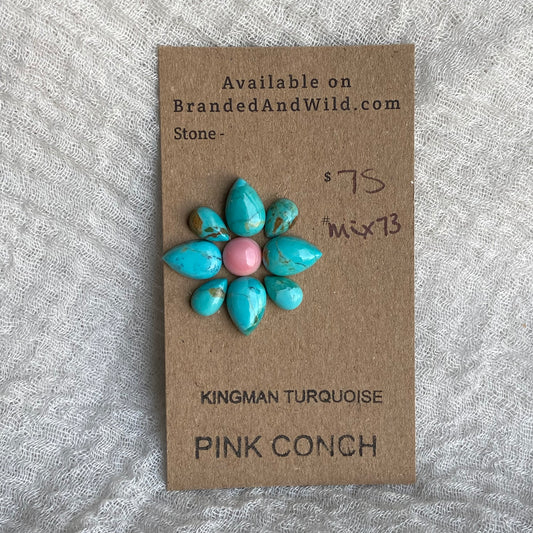 Available on
BrandedAndWild.com
Stone -
$ 75
#mix73
KINGMAN TURQUOISE
PINK CONCH